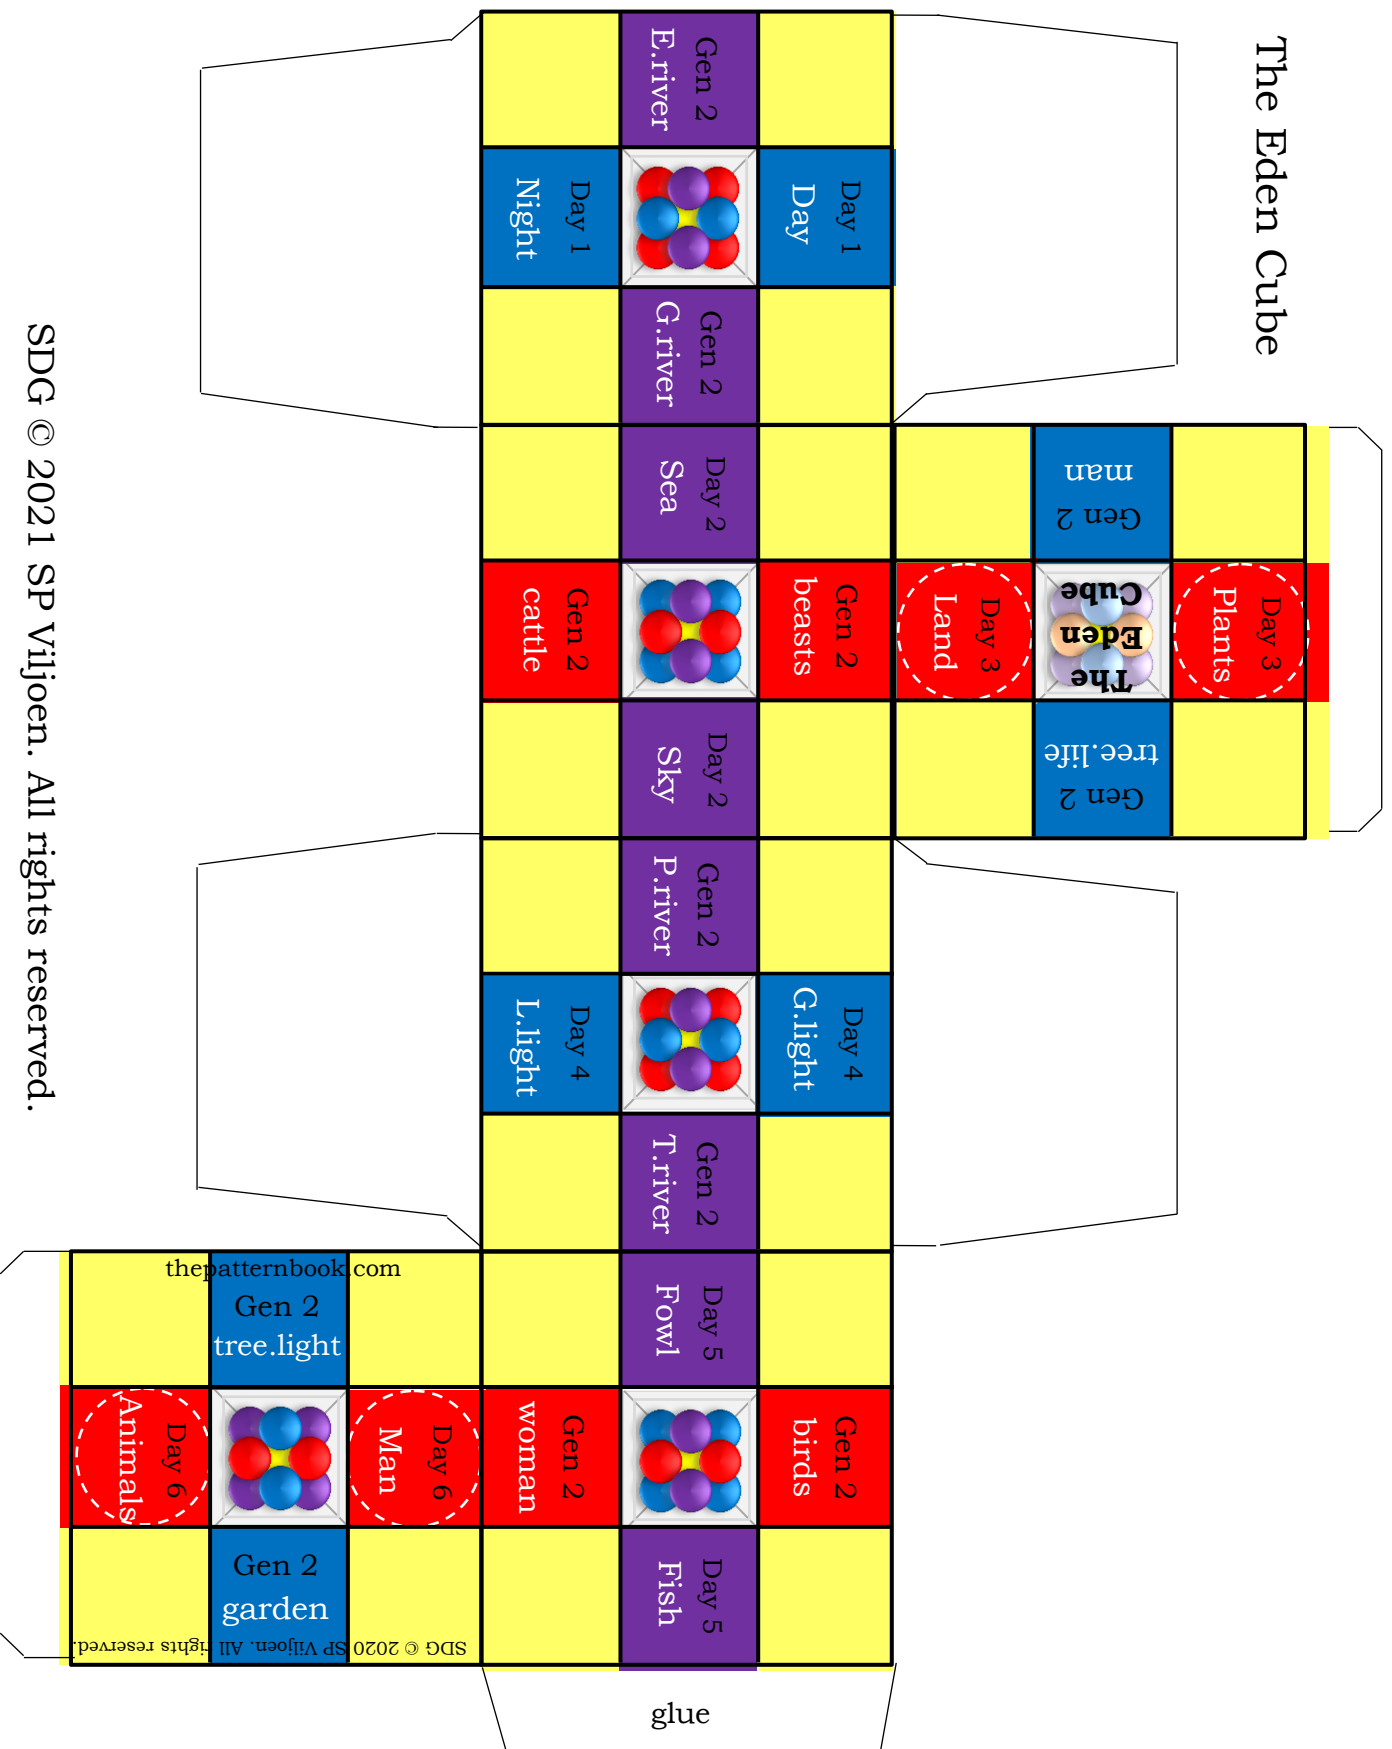 The Eden Cube
Gen 2
E.river
Day 1
Night
Day 1
Day
Gen 2
G.river
Day 2
Sea
Gen 2
man
Gen 2
cattle
Gen 2
beasts
Day 3
Land
The
Eden
Cube
Day 3
Plants
Day 2
Sky
Gen 2
tree.life
Gen 2
P.river
Day 4
L.light
Day 4
G.light
Gen 2
T.river
thepatternbook.com
Gen 2
tree.light
Day 5
Fowl
Day 6
Animals
Day 6
Man
Gen 2
woman
Gen 2
birds
Gen 2
garden
Day 5
Fish
SDG © 2020 SP Viljoen. All rights reserved.
glue
SDG © 2021 SP Viljoen. All rights reserved.